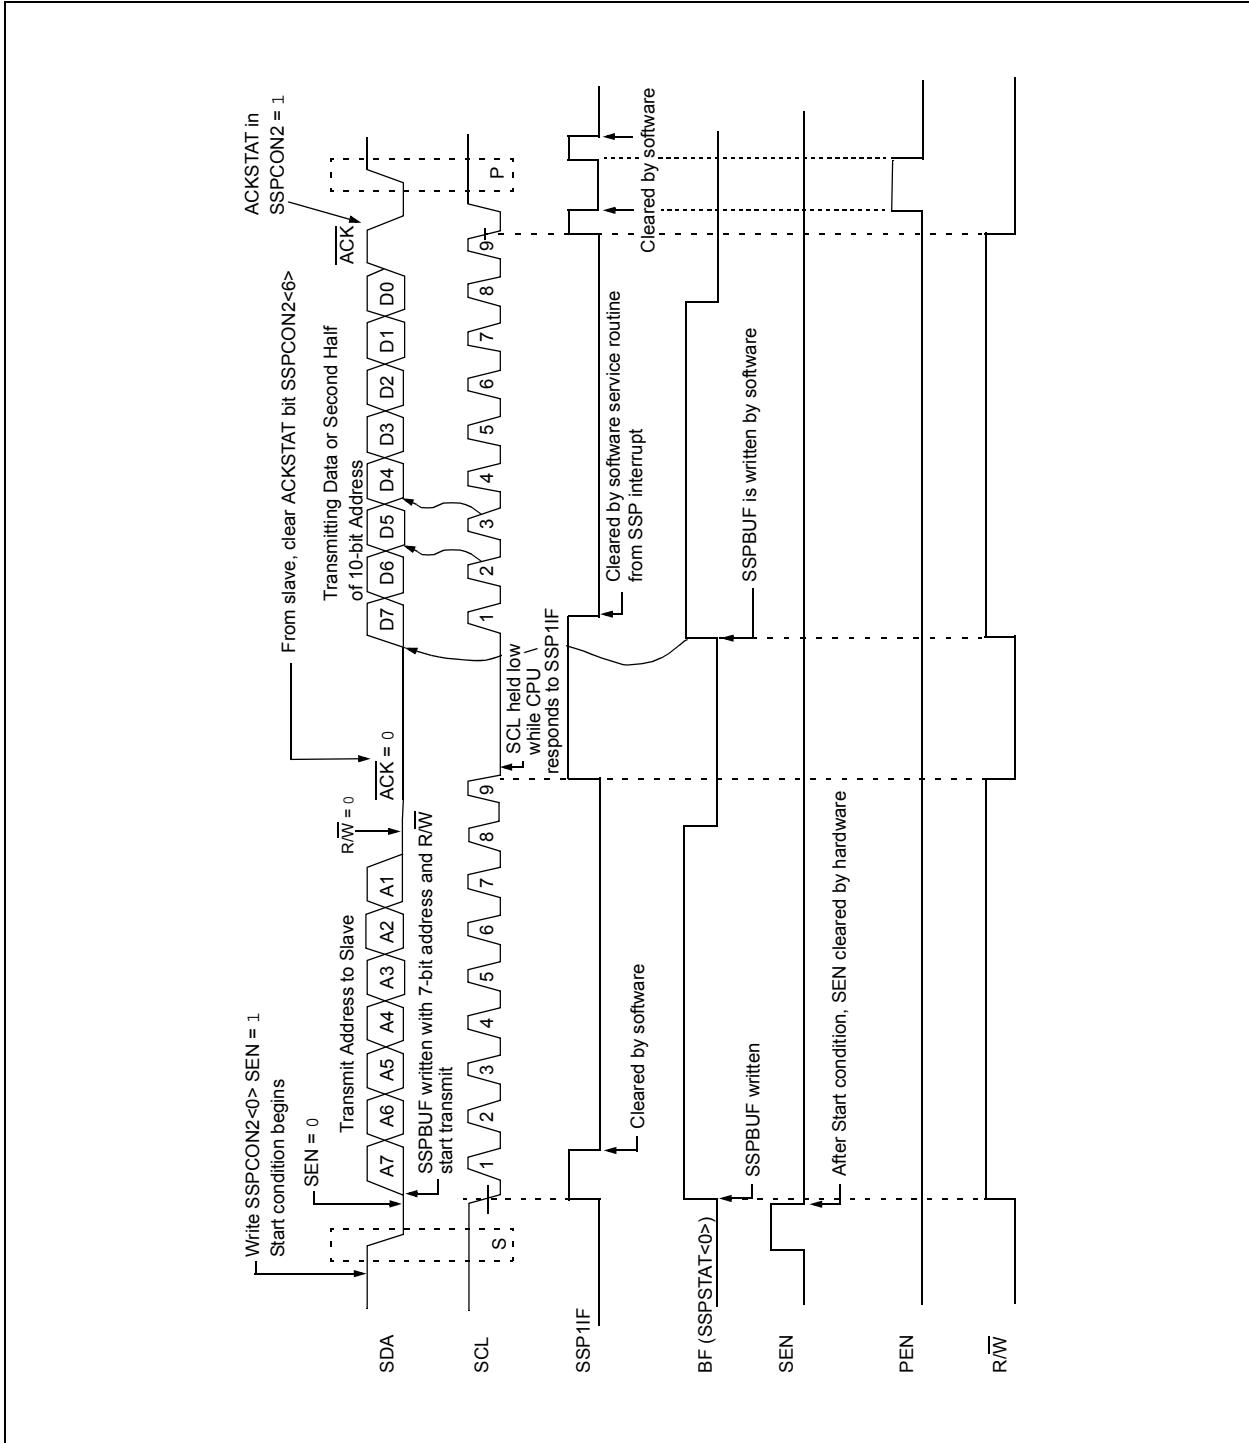 Write SSPCON2<0> SEN = 1
Start condition begins
SEN = 0
Transmit Address to Slave
R/W = 0
ACK = 0
From slave, clear ACKSTAT bit SSPCON2<6>
Transmitting Data or Second Half
of 10-bit Address
ACK
ACKSTAT in
SSPCON2 = 1
SDA
A7 A6 A5 A4 A3 A2 A1
D7 D6 D5 D4 D3 D2 D1 D0
SSPBUF written with 7-bit address and R/W
start transmit
SCL
S
1 2 3 4 5 6 7 8 9
1 2 3 4 5 6 7 8 9
P
SCL held low
while CPU
responds to SSP1IF
SSP1IF
Cleared by software
Cleared by software service routine
from SSP interrupt
Cleared by software
BF (SSPSTAT<0>)
SSPBUF written
SSPBUF is written by software
SEN
After Start condition, SEN cleared by hardware
PEN
R/W